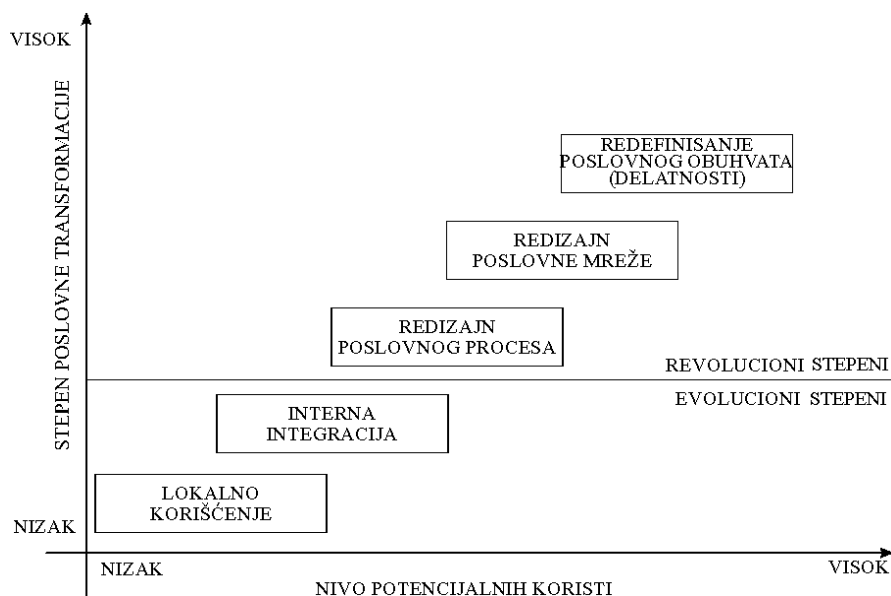 VISOK
STEPEN POSLOVNE TRANSFORMACIJE
REDEFINISANJE
POSLOVNOG OBUHVATA
(DELATNOSTI)
REDIZAJN
POSLOVNE MREŽE
REDIZAJN
POSLOVNOG PROCESA
REVOLUCIONI STEPENI
EVOLUCIONI STEPENI
INTERNA
INTEGRACIJA
LOKALNO
KORIŠĆENJE
NIZAK
NIZAK
VISOK
NIVO POTENCIJALNIH KORISTI